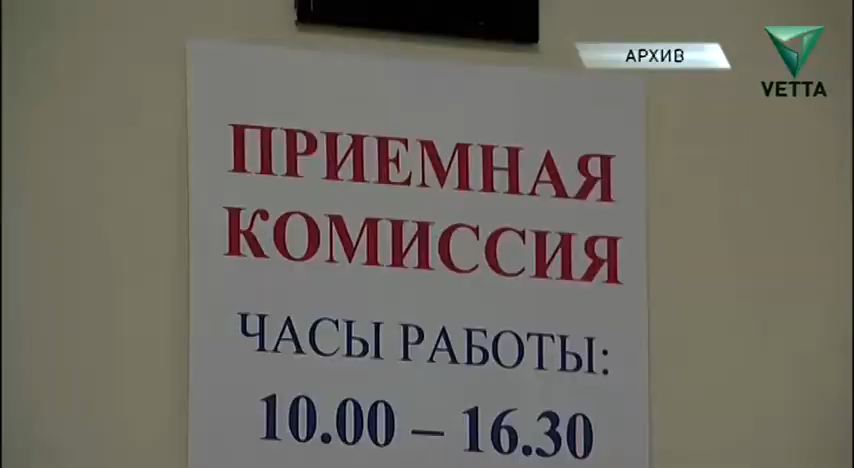 АРХИВ
VETTA
ПРИЕМНАЯ
КОМИССИЯ
ЧАСЫ РАБОТЫ:
10.00 – 16.30